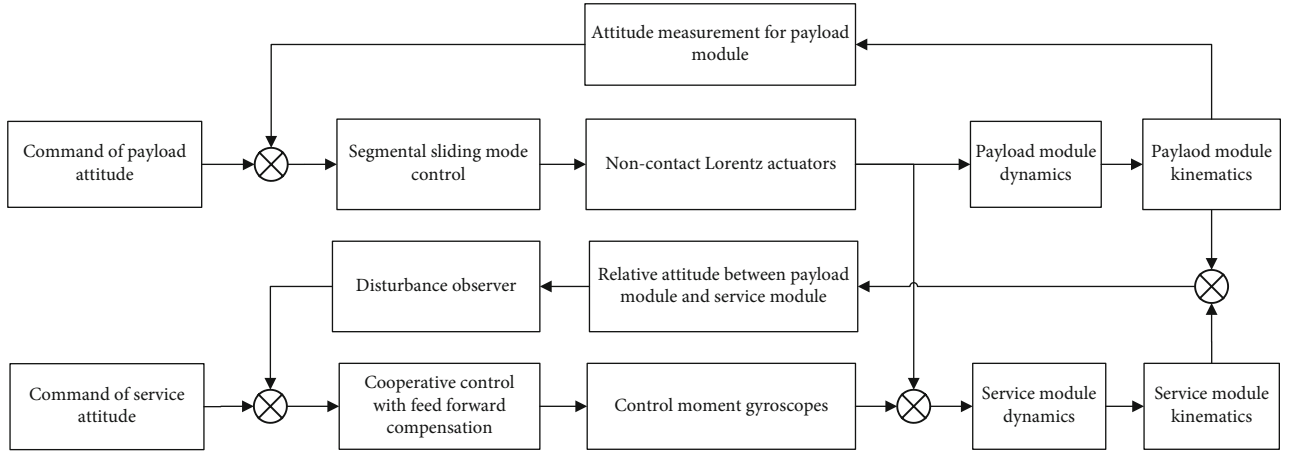 Attitude measurement for payload
module
Command of payload
attitude
Segmental sliding mode
control
Non-contact Lorentz actuators
Payload module
dynamics
Paylaod module
kinematics
Disturbance observer
Relative attitude between payload
module and service module
Command of service
attitude
Cooperative control
with feed forward
compensation
Control moment gyroscopes
Service module
dynamics
Service module
kinematics